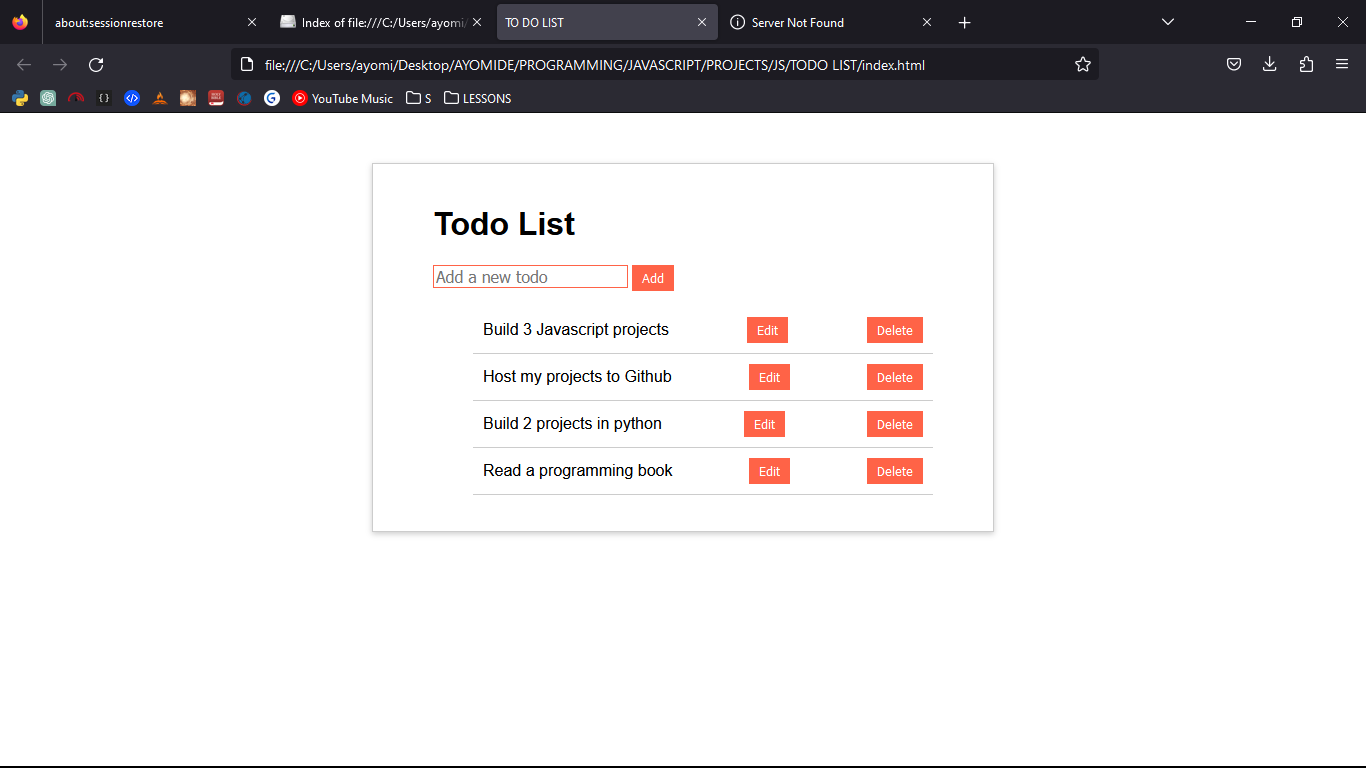 about:sessionrestore
Index of file:///C:/Users/ayomi/
TO DO LIST
Server Not Found
file:///C:/Users/ayomi/Desktop/AYOMIDE/PROGRAMMING/JAVASCRIPT/PROJECTS/JS/TODO LIST/index.html
YouTube Music
S
LESSONS
Todo List
Add a new todo
Add
Build 3 Javascript projects Edit Delete
Host my projects to Github Edit Delete
Build 2 projects in python Edit Delete
Read a programming book Edit Delete